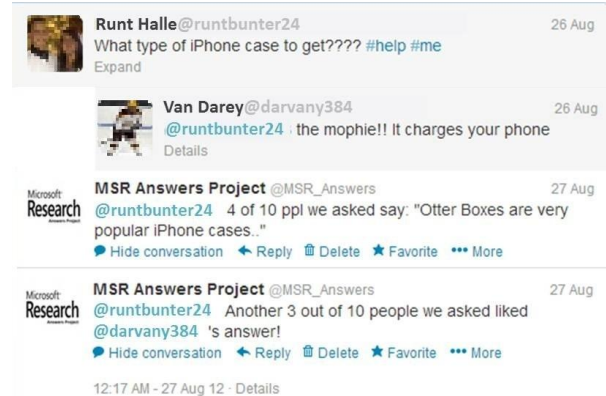 Runt Halle@runtbunter24 26 Aug
What type of iPhone case to get???? #help #me
Expand
Van Darey@darvany384 26 Aug
@runtbunter24 the mophie!! It charges your phone
Details
Microsoft
Research
Answers Project
MSR Answers Project @MSR_Answers 27 Aug
@runtbunter24 4 of 10 ppl we asked say: "Otter Boxes are very
popular iPhone cases.."
Hide conversation Reply Delete Favorite More
Microsoft
Research
Answers Project
MSR Answers Project @MSR_Answers 27 Aug
@runtbunter24 Another 3 out of 10 people we asked liked
@darvany384 's answer!
Hide conversation Reply Delete Favorite More
12:17 AM - 27 Aug 12 · Details